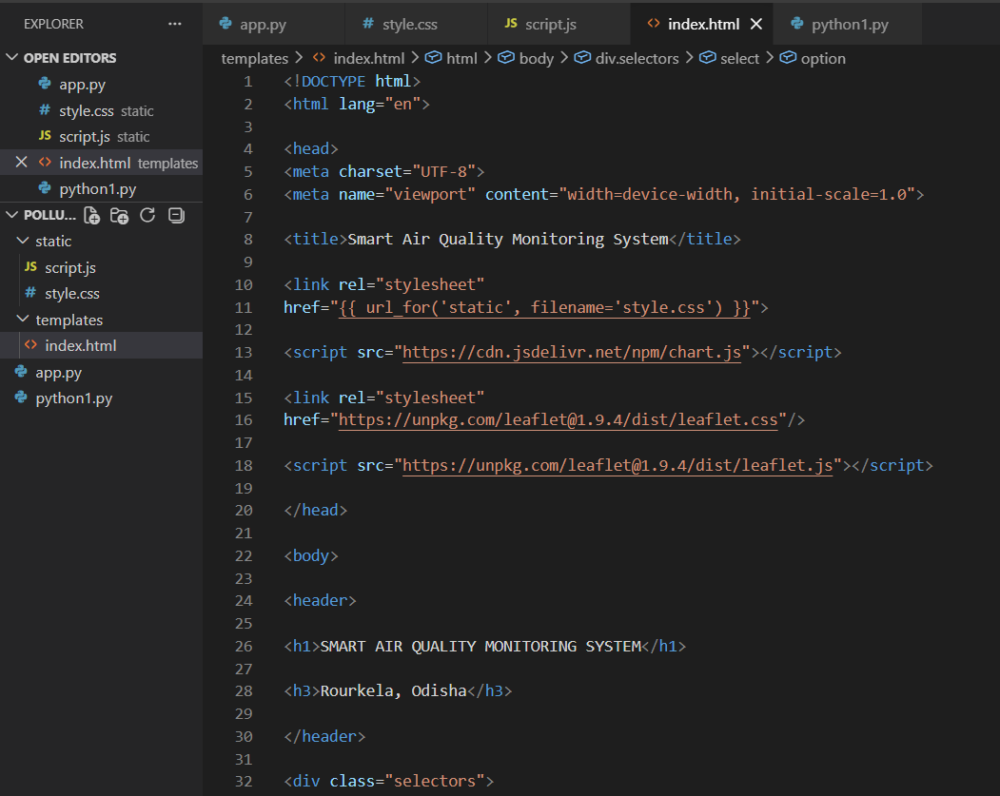 EXPLORER ···
OPEN EDITORS
app.py
# style.css static
JS script.js static
<> index.html templates
python1.py
POLLU...
static
JS script.js
# style.css
templates
<> index.html
app.py
python1.py
app.py # style.css JS script.js <> index.html python1.py
templates > <> index.html > html > body > div.selectors > select > option
1 <!DOCTYPE html>
2 <html lang="en">
3
4 <head>
5 <meta charset="UTF-8">
6 <meta name="viewport" content="width=device-width, initial-scale=1.0">
7
8 <title>Smart Air Quality Monitoring System</title>
9
10 <link rel="stylesheet"
11 href="{{ url_for('static', filename='style.css') }}">
12
13 <script src="https://cdn.jsdelivr.net/npm/chart.js"></script>
14
15 <link rel="stylesheet"
16 href="https://unpkg.com/leaflet@1.9.4/dist/leaflet.css"/>
17
18 <script src="https://unpkg.com/leaflet@1.9.4/dist/leaflet.js"></script>
19
20 </head>
21
22 <body>
23
24 <header>
25
26 <h1>SMART AIR QUALITY MONITORING SYSTEM</h1>
27
28 <h3>Rourkela, Odisha</h3>
29
30 </header>
31
32 <div class="selectors">